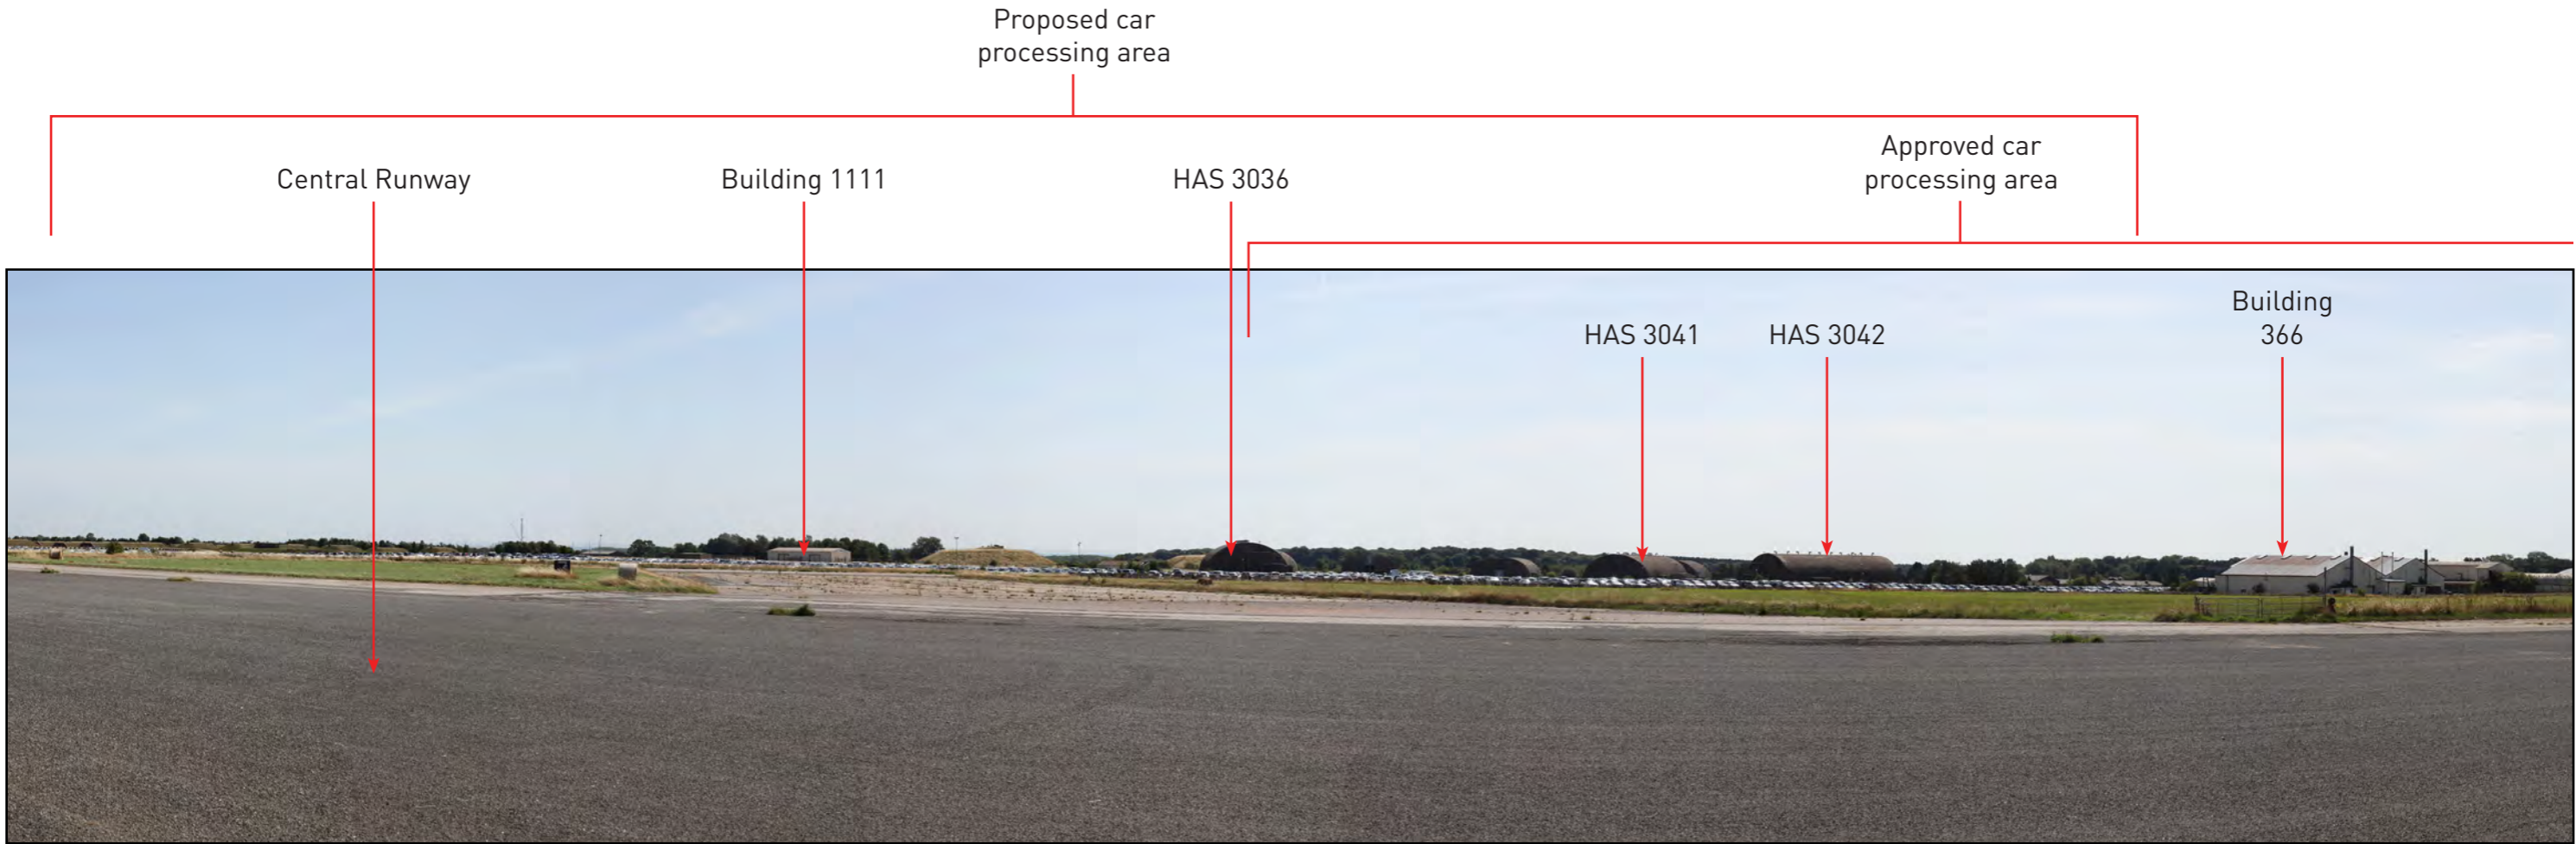 Proposed car
processing area
Approved car
processing area
Central Runway
Building 1111
HAS 3036
HAS 3041
HAS 3042
Building
366